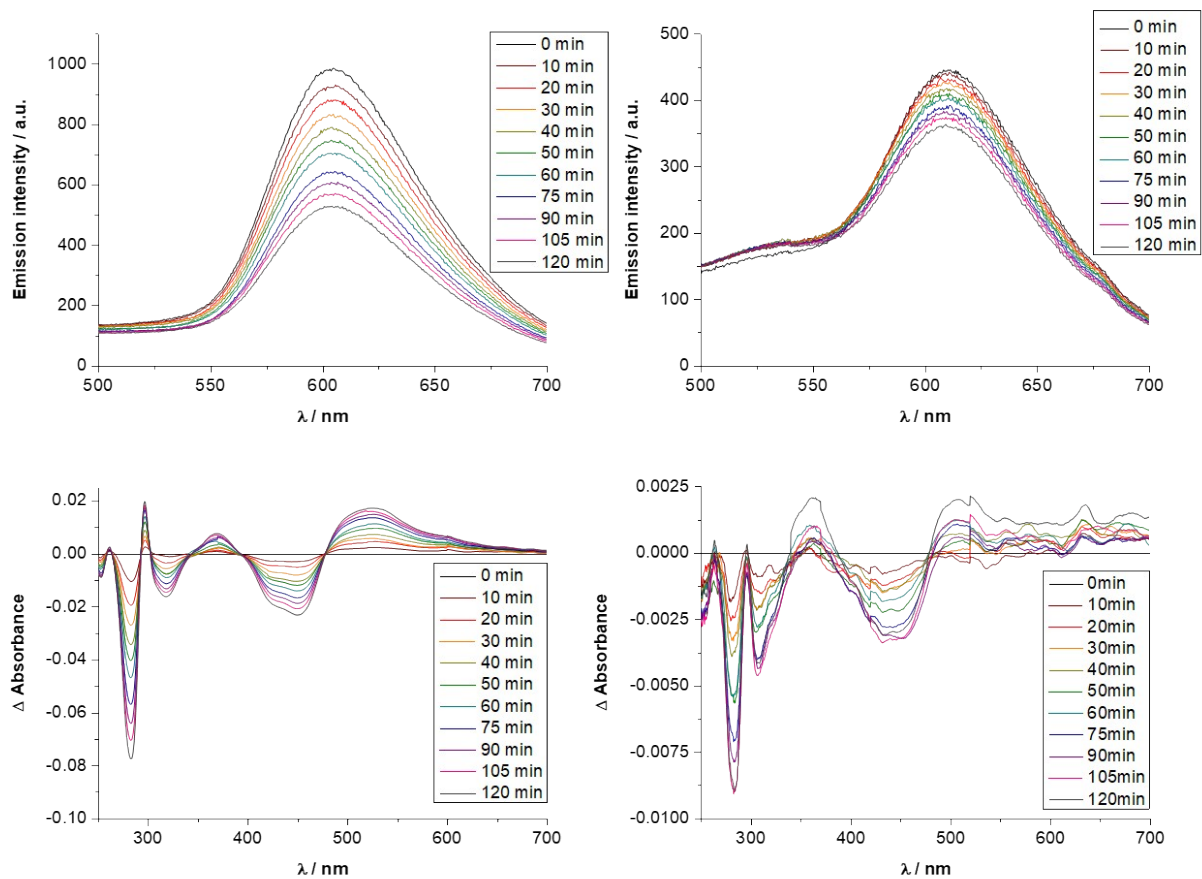 Emission intensity / a.u.
1000
800
600
400
200
0
500
550
600
650
700
λ / nm
0 min
10 min
20 min
30 min
40 min
50 min
60 min
75 min
90 min
105 min
120 min
Emission intensity / a.u.
500
450
400
350
300
250
200
150
100
50
0
500
550
600
650
700
λ / nm
0 min
10 min
20 min
30 min
40 min
50 min
60 min
75 min
90 min
105 min
120 min
Δ Absorbance
0.02
0.00
-0.02
-0.04
-0.06
-0.08
-0.10
300
400
500
600
700
λ / nm
0 min
10 min
20 min
30 min
40 min
50 min
60 min
75 min
90 min
105 min
120 min
Δ Absorbance
0.0025
0.0000
-0.0025
-0.0050
-0.0075
-0.0100
300
400
500
600
700
λ / nm
0min
10min
20min
30min
40min
50min
60min
75min
90min
105min
120min